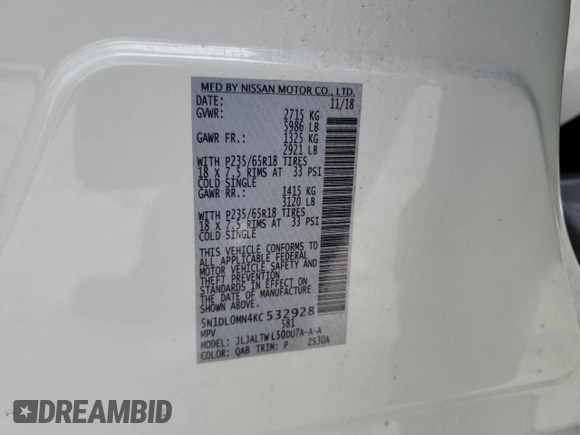 MFD BY NISSAN MOTOR CO., LTD.
DATE: 11/18
GVWR: 2715 KG
5986 LB
GAWR FR.: 1325 KG
2921 LB
WITH P235/65R18 TIRES
18 X 7.5 RIMS AT 33 PSI
COLD SINGLE
GAWR RR.: 1415 KG
3120 LB
WITH P235/65R18 TIRES
18 X 7.5 RIMS AT 33 PSI
COLD SINGLE
THIS VEHICLE CONFORMS TO
ALL APPLICABLE FEDERAL
MOTOR VEHICLE SAFETY AND
THEFT PREVENTION
STANDARDS IN EFFECT ON
THE DATE OF MANUFACTURE
SHOWN ABOVE.
5N1DL0MN4KC 532928
MPV 581
MODEL: JLJALTWL50DU7A-A-A
COLOR: QAB TRIM: P ZS30A
DREAMBID